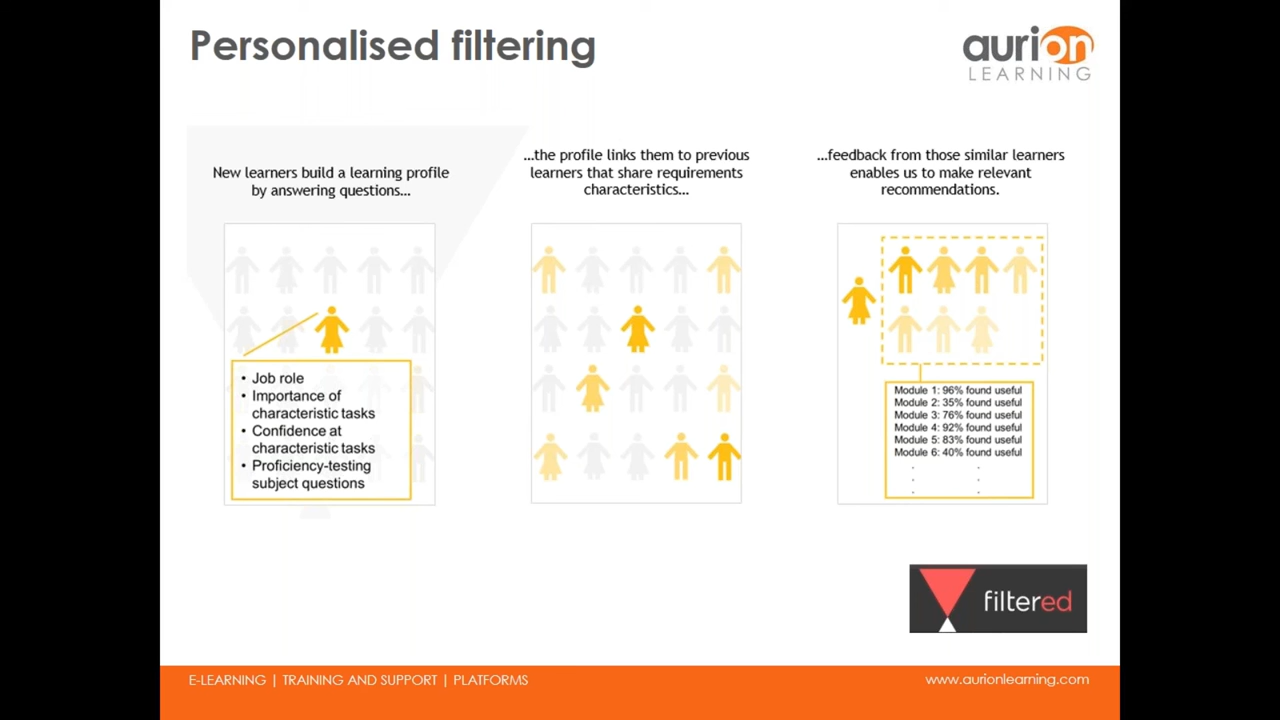 Personalised filtering
aurion
LEARNING
New learners build a learning profile
by answering questions...
...the profile links them to previous
learners that share requirements
characteristics...
...feedback from those similar learners
enables us to make relevant
recommendations.
• Job role
• Importance of
characteristic tasks
• Confidence at
characteristic tasks
• Proficiency-testing
subject questions
Module 1: 96% found useful
Module 2: 35% found useful
Module 3: 76% found useful
Module 4: 92% found useful
Module 5: 83% found useful
Module 6: 40% found useful
. .
. .
. .
filtered
E-LEARNING | TRAINING AND SUPPORT | PLATFORMS
www.aurionlearning.com